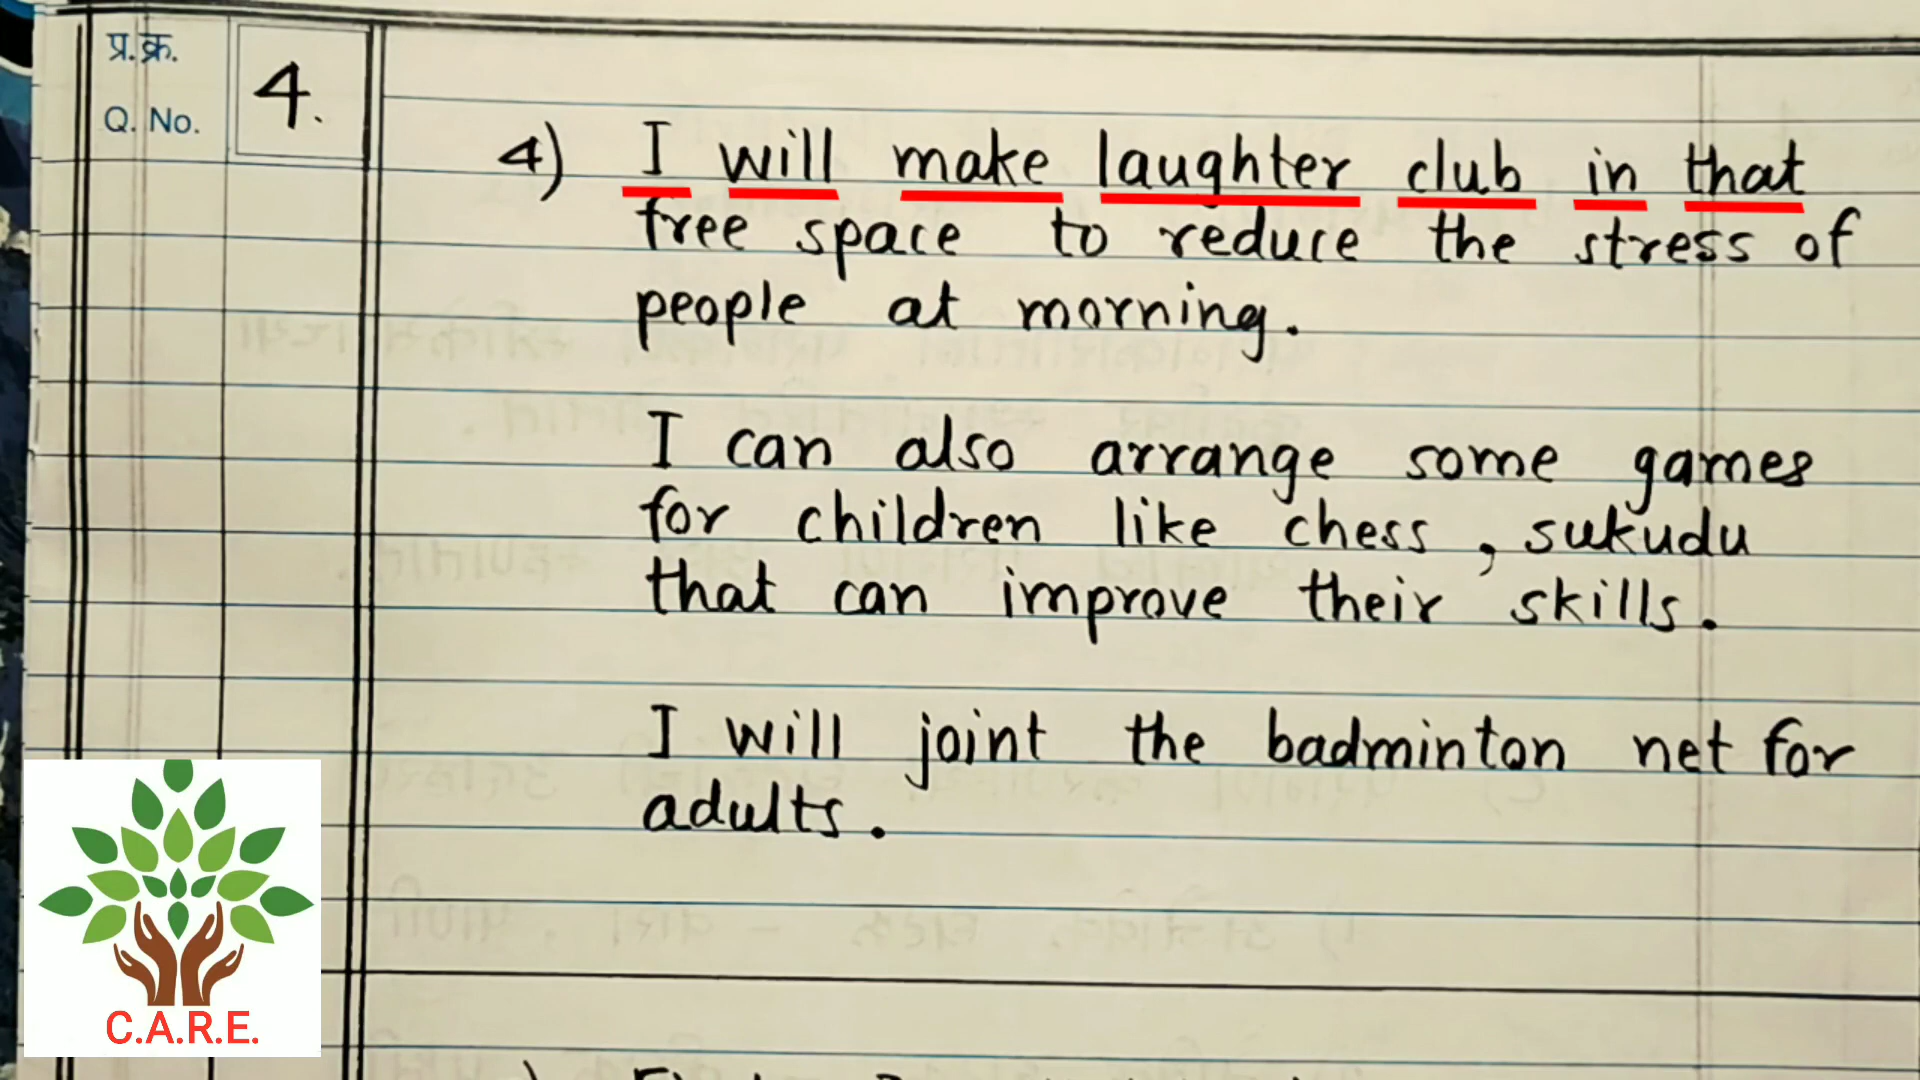 प्र.क्र.
Q. No.
4.
4) I will make laughter club in that
free space to reduce the stress of
people at morning.
I can also arrange some games
for children like chess, sukudu
that can improve their skills.
I will joint the badminton net for
adults.
C.A.R.E.